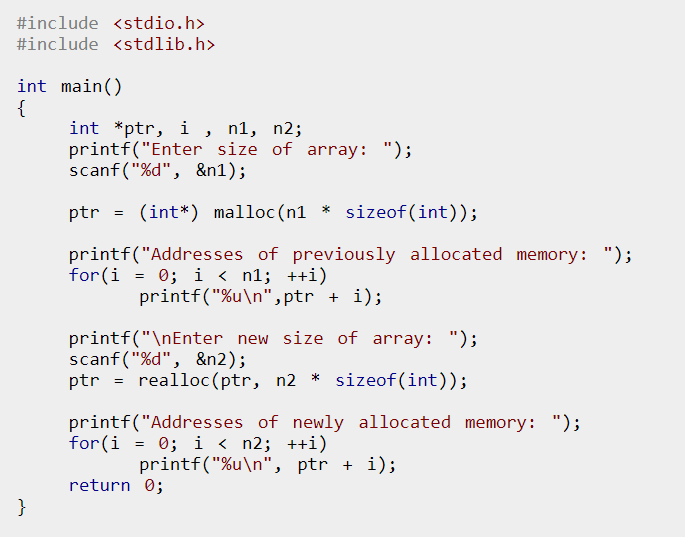 #include <stdio.h>
#include <stdlib.h>
int main()
{
int *ptr, i , n1, n2;
printf("Enter size of array: ");
scanf("%d", &n1);
ptr = (int*) malloc(n1 * sizeof(int));
printf("Addresses of previously allocated memory: ");
for(i = 0; i < n1; ++i)
printf("%u\n",ptr + i);
printf("\nEnter new size of array: ");
scanf("%d", &n2);
ptr = realloc(ptr, n2 * sizeof(int));
printf("Addresses of newly allocated memory: ");
for(i = 0; i < n2; ++i)
printf("%u\n", ptr + i);
return 0;
}